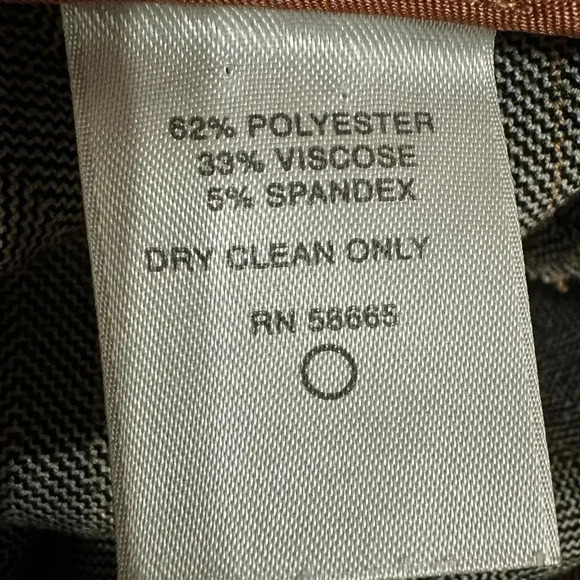 62% POLYESTER
33% VISCOSE
5% SPANDEX
DRY CLEAN ONLY
RN 58665